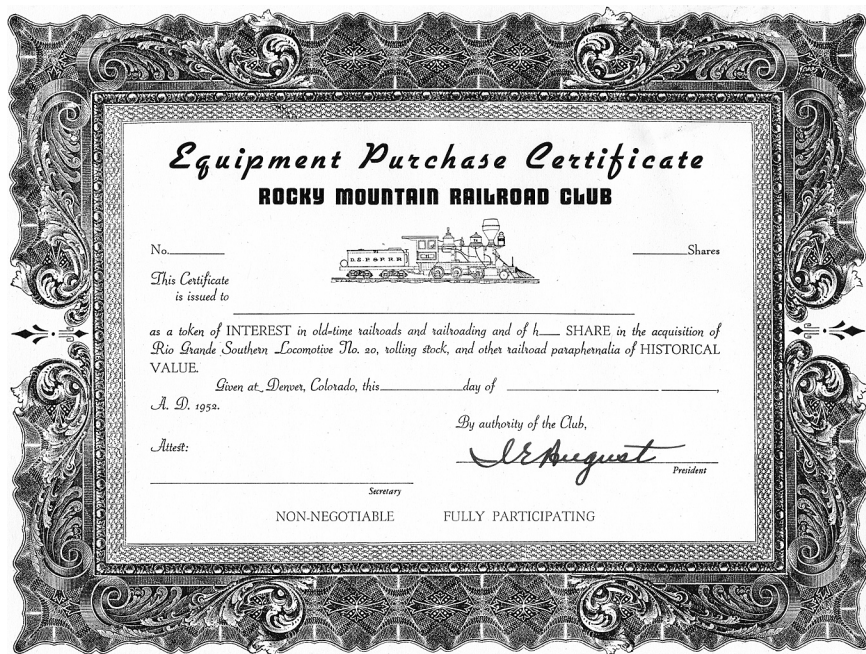 Equipment Purchase Certificate
ROCKY MOUNTAIN RAILROAD CLUB
D. S. P. & P. R. R
No. Shares
This Certificate
is issued to
as a token of INTEREST in old-time railroads and railroading and of h SHARE in the acquisition of
Rio Grande Southern Locomotive No. 20, rolling stock, and other railroad paraphernalia of HISTORICAL
VALUE.
Given at Denver, Colorado, this day of ,
A. D. 1952.
By authority of the Club,
Attest:
I E August
President
Secretary
NON-NEGOTIABLE FULLY PARTICIPATING